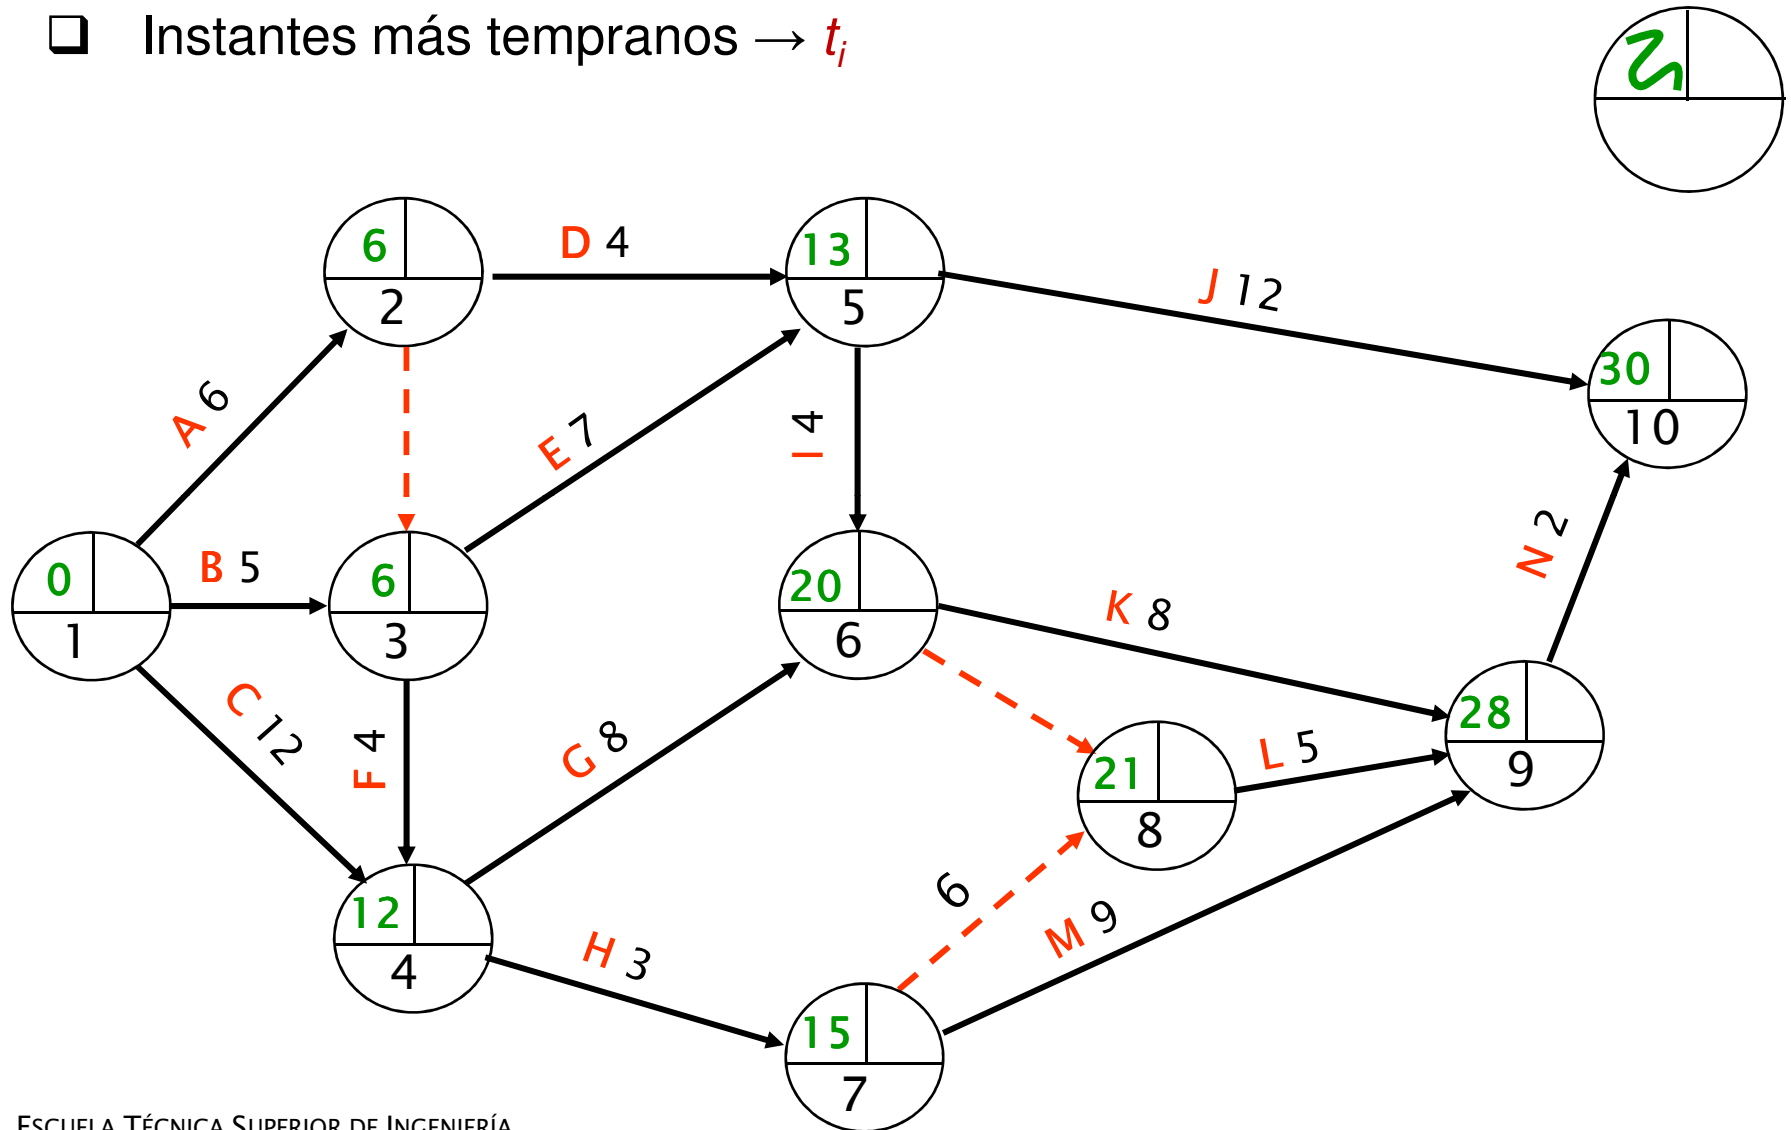 ❑ Instantes más tempranos → ti
6
2
D 4
13
5
J 12
30
10
A 6
E 7
I 4
N 2
0
1
B 5
6
3
20
6
K 8
C 12
F 4
G 8
28
9
21
8
L 5
12
4
H 3
6
M 9
15
7
ESCUELA TÉCNICA SUPERIOR DE INGENIERÍA